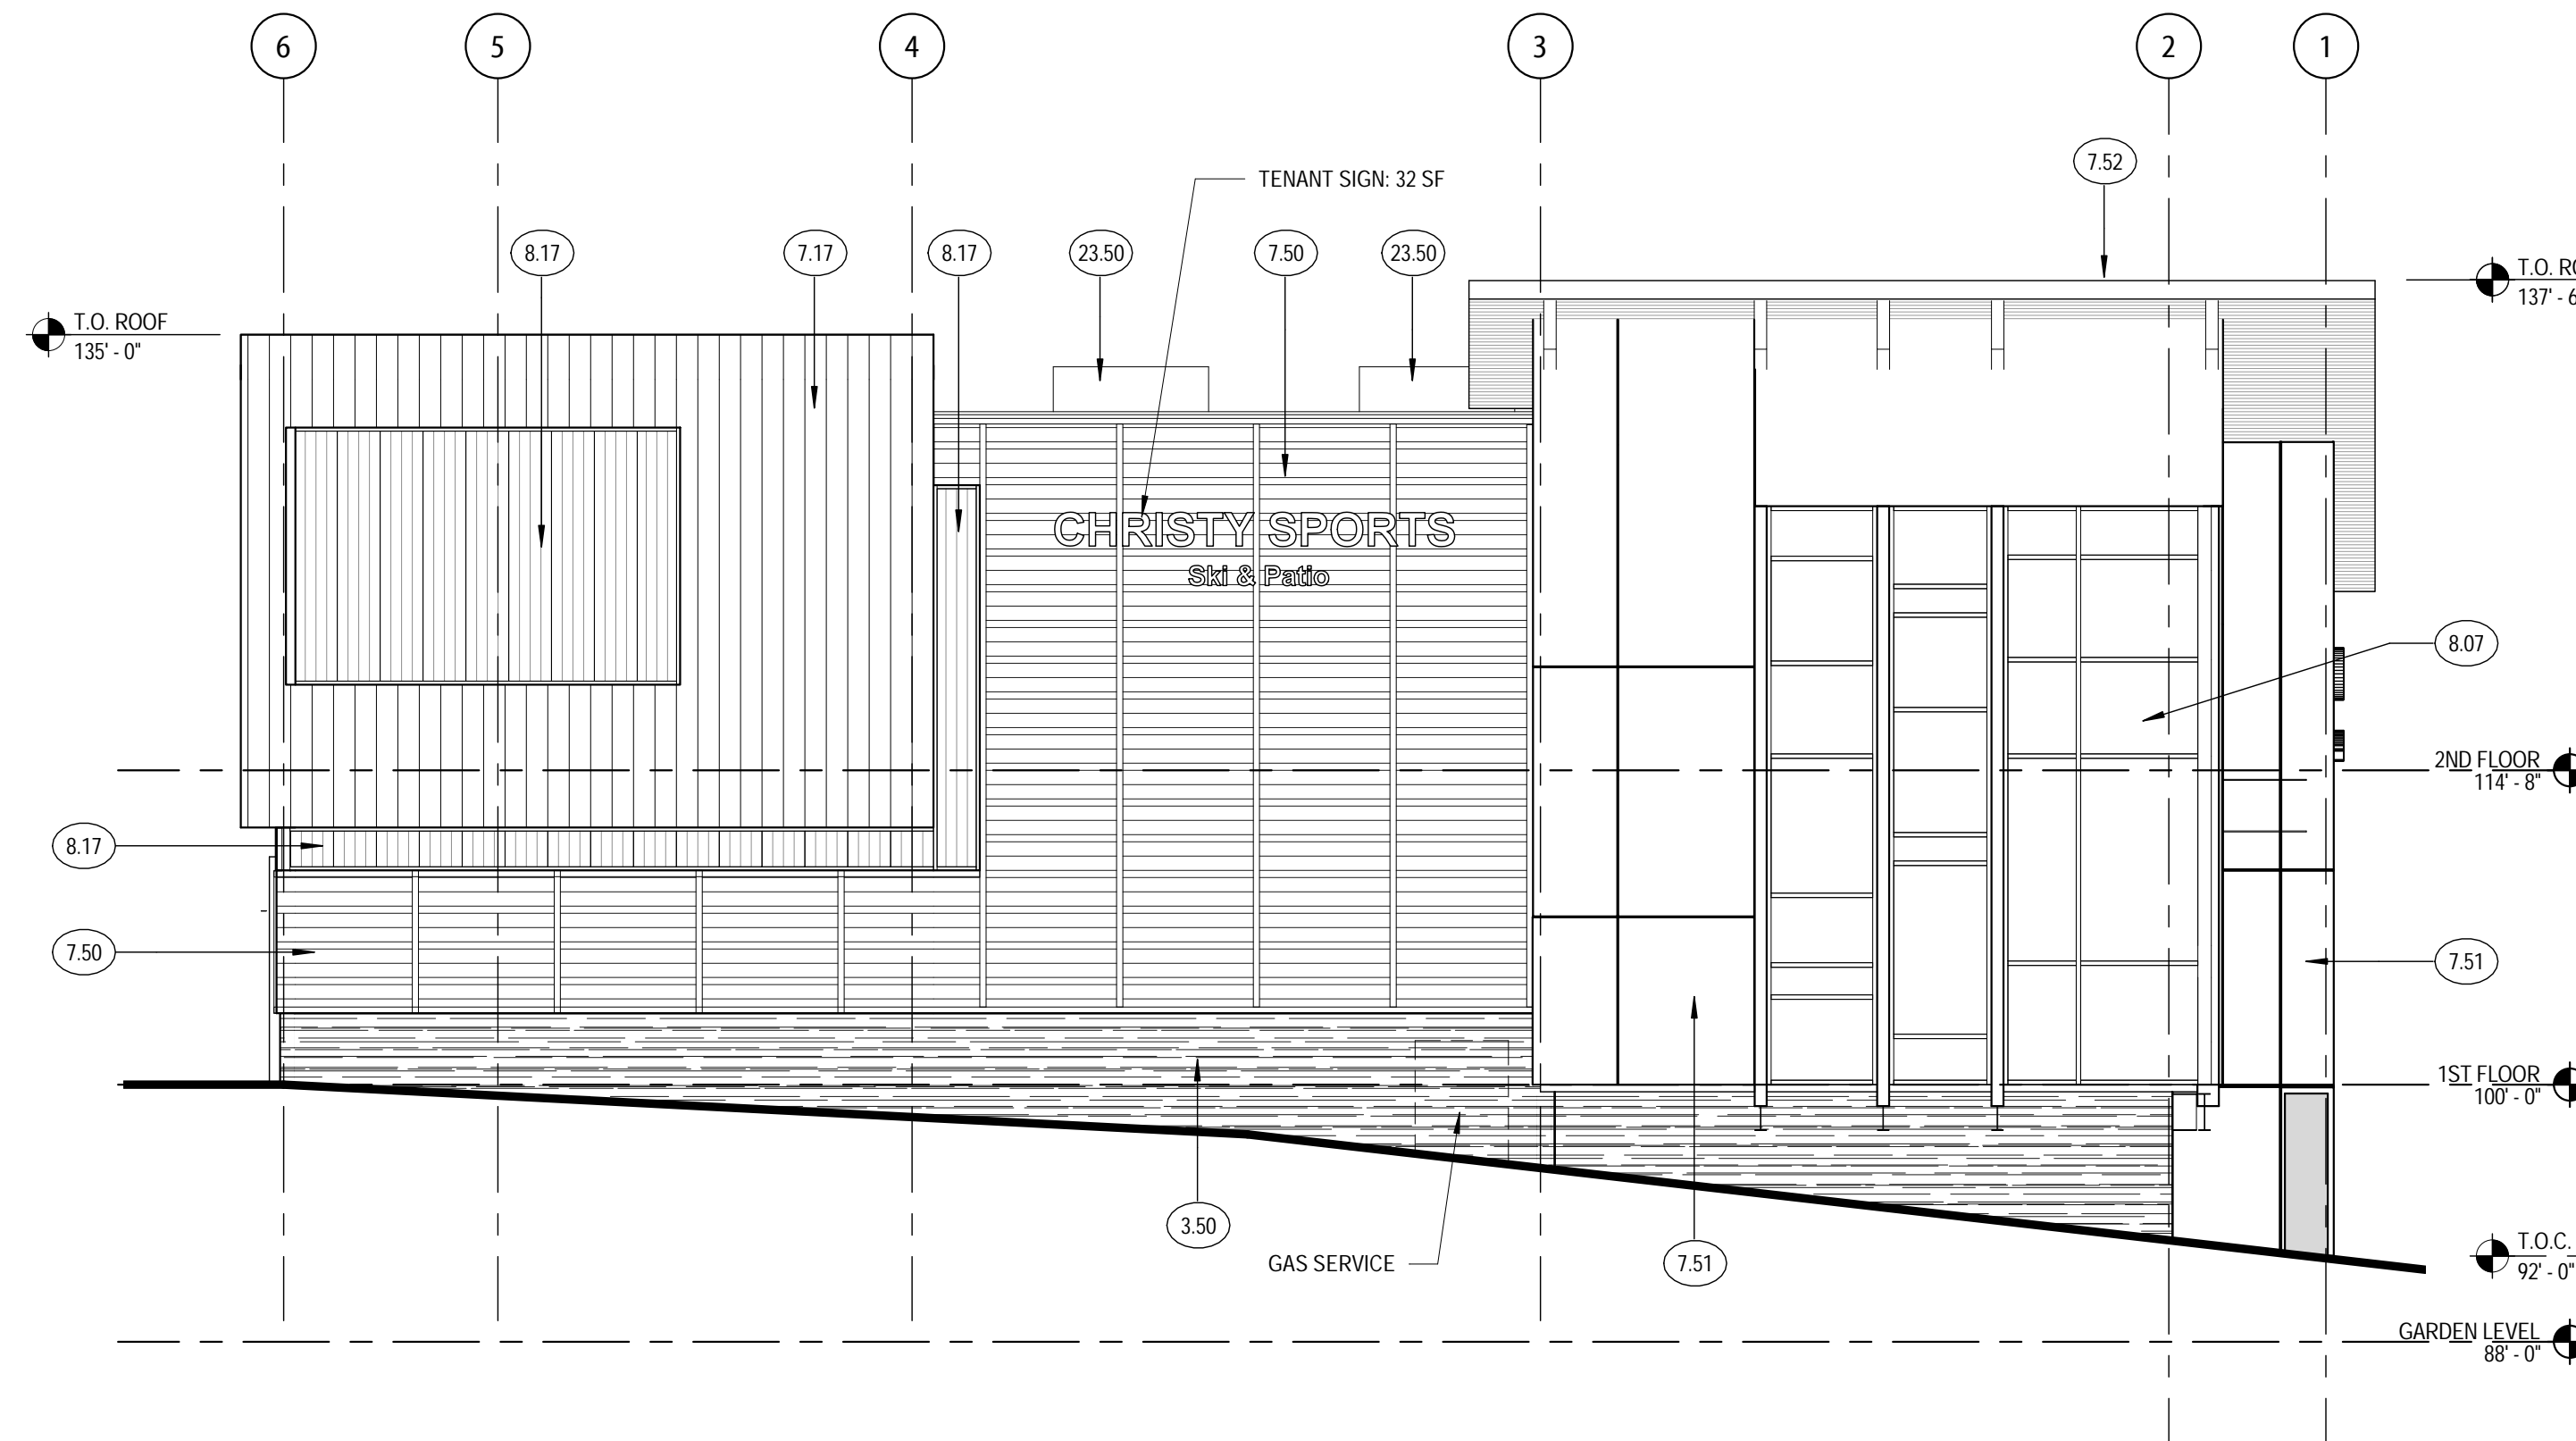 6
5
4
3
2
1
7.52
TENANT SIGN: 32 SF
8.17
7.17
8.17
23.50
7.50
23.50
T.O.
137' - 6
T.O. ROOF
135' - 0"
CHRISTY SPORTS
Ski & Patio
8.07
2ND FLOOR
114' - 8"
8.17
7.50
7.51
1ST FLOOR
100' - 0"
3.50
GAS SERVICE
7.51
T.O.C.
92' - 0"
GARDEN LEVEL
88' - 0"